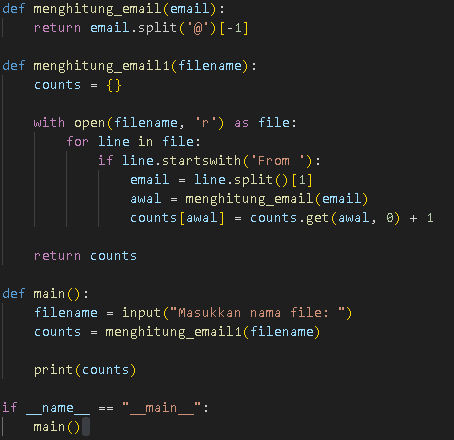 def menghitung_email(email):
    return email.split('@')[-1]

def menghitung_email1(filename):
    counts = {}

    with open(filename, 'r') as file:
        for line in file:
            if line.startswith('From '):
                email = line.split()[1]
                awal = menghitung_email(email)
                counts[awal] = counts.get(awal, 0) + 1

    return counts

def main():
    filename = input("Masukkan nama file: ")
    counts = menghitung_email1(filename)

    print(counts)

if __name__ == "__main__":
    main()